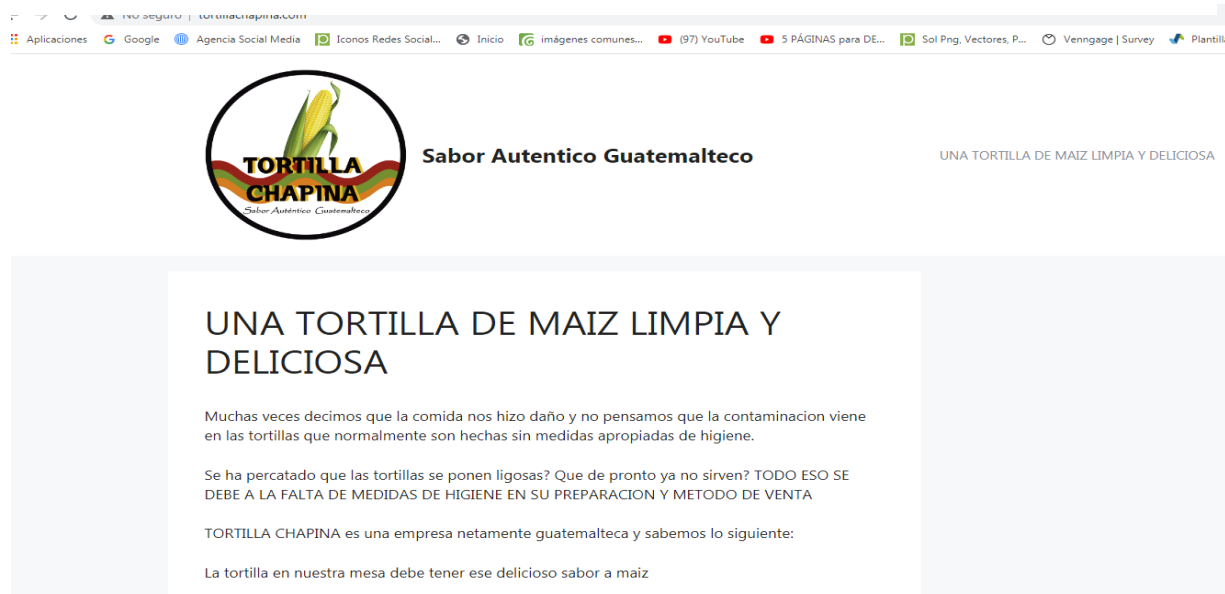 No seguro | tortillachapina.com
Aplicaciones Google Agencia Social Media Iconos Redes Social... Inicio imágenes comunes... (97) YouTube 5 PÁGINAS para DE... Sol Png, Vectores, P... Venngage | Survey Plantill
TORTILLA
CHAPINA
Sabor Auténtico Guatemalteco
Sabor Autentico Guatemalteco
UNA TORTILLA DE MAIZ LIMPIA Y DELICIOSA
UNA TORTILLA DE MAIZ LIMPIA Y
DELICIOSA
Muchas veces decimos que la comida nos hizo daño y no pensamos que la contaminacion viene
en las tortillas que normalmente son hechas sin medidas apropiadas de higiene.
Se ha percatado que las tortillas se ponen ligosas? Que de pronto ya no sirven? TODO ESO SE
DEBE A LA FALTA DE MEDIDAS DE HIGIENE EN SU PREPARACION Y METODO DE VENTA
TORTILLA CHAPINA es una empresa netamente guatemalteca y sabemos lo siguiente:
La tortilla en nuestra mesa debe tener ese delicioso sabor a maiz